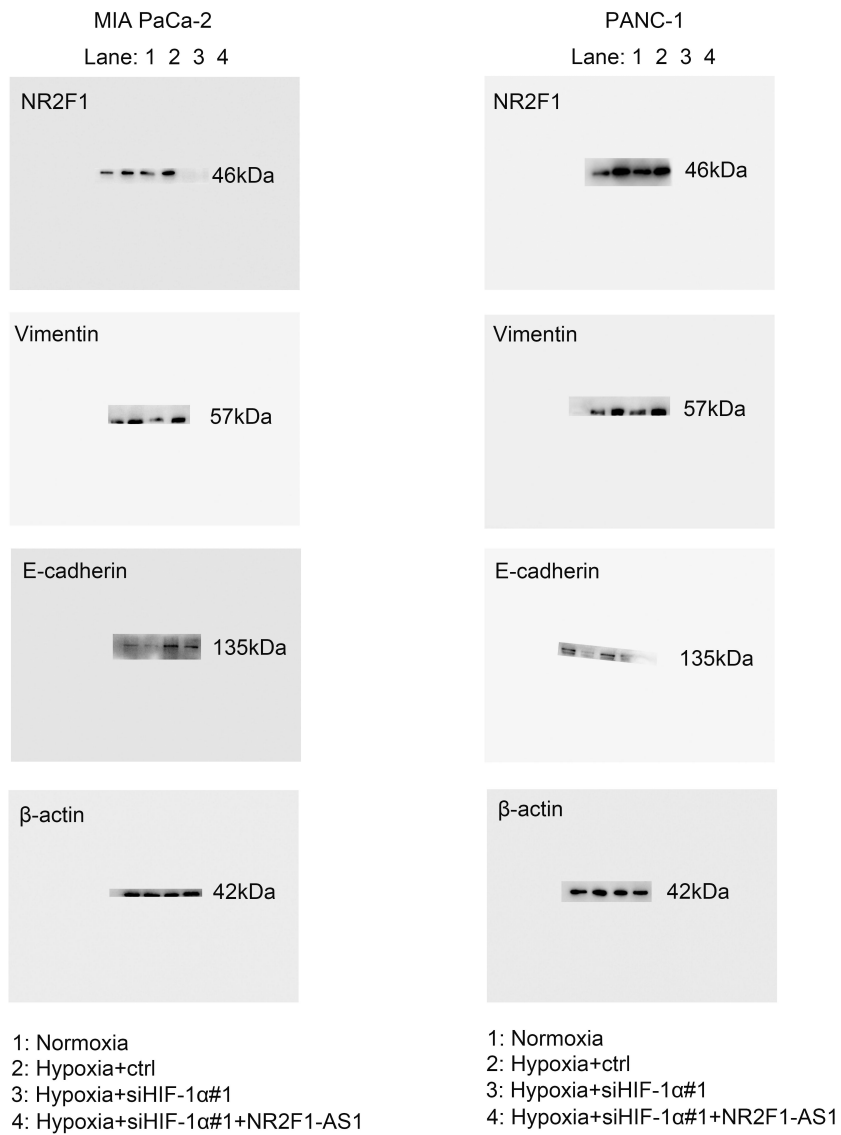 MIA PaCa-2
Lane: 1 2 3 4
NR2F1
46kDa
Vimentin
57kDa
E-cadherin
135kDa
β-actin
42kDa
1: Normoxia
2: Hypoxia+ctrl
3: Hypoxia+siHIF-1α#1
4: Hypoxia+siHIF-1α#1+NR2F1-AS1
PANC-1
Lane: 1 2 3 4
NR2F1
46kDa
Vimentin
57kDa
E-cadherin
135kDa
β-actin
42kDa
1: Normoxia
2: Hypoxia+ctrl
3: Hypoxia+siHIF-1α#1
4: Hypoxia+siHIF-1α#1+NR2F1-AS1